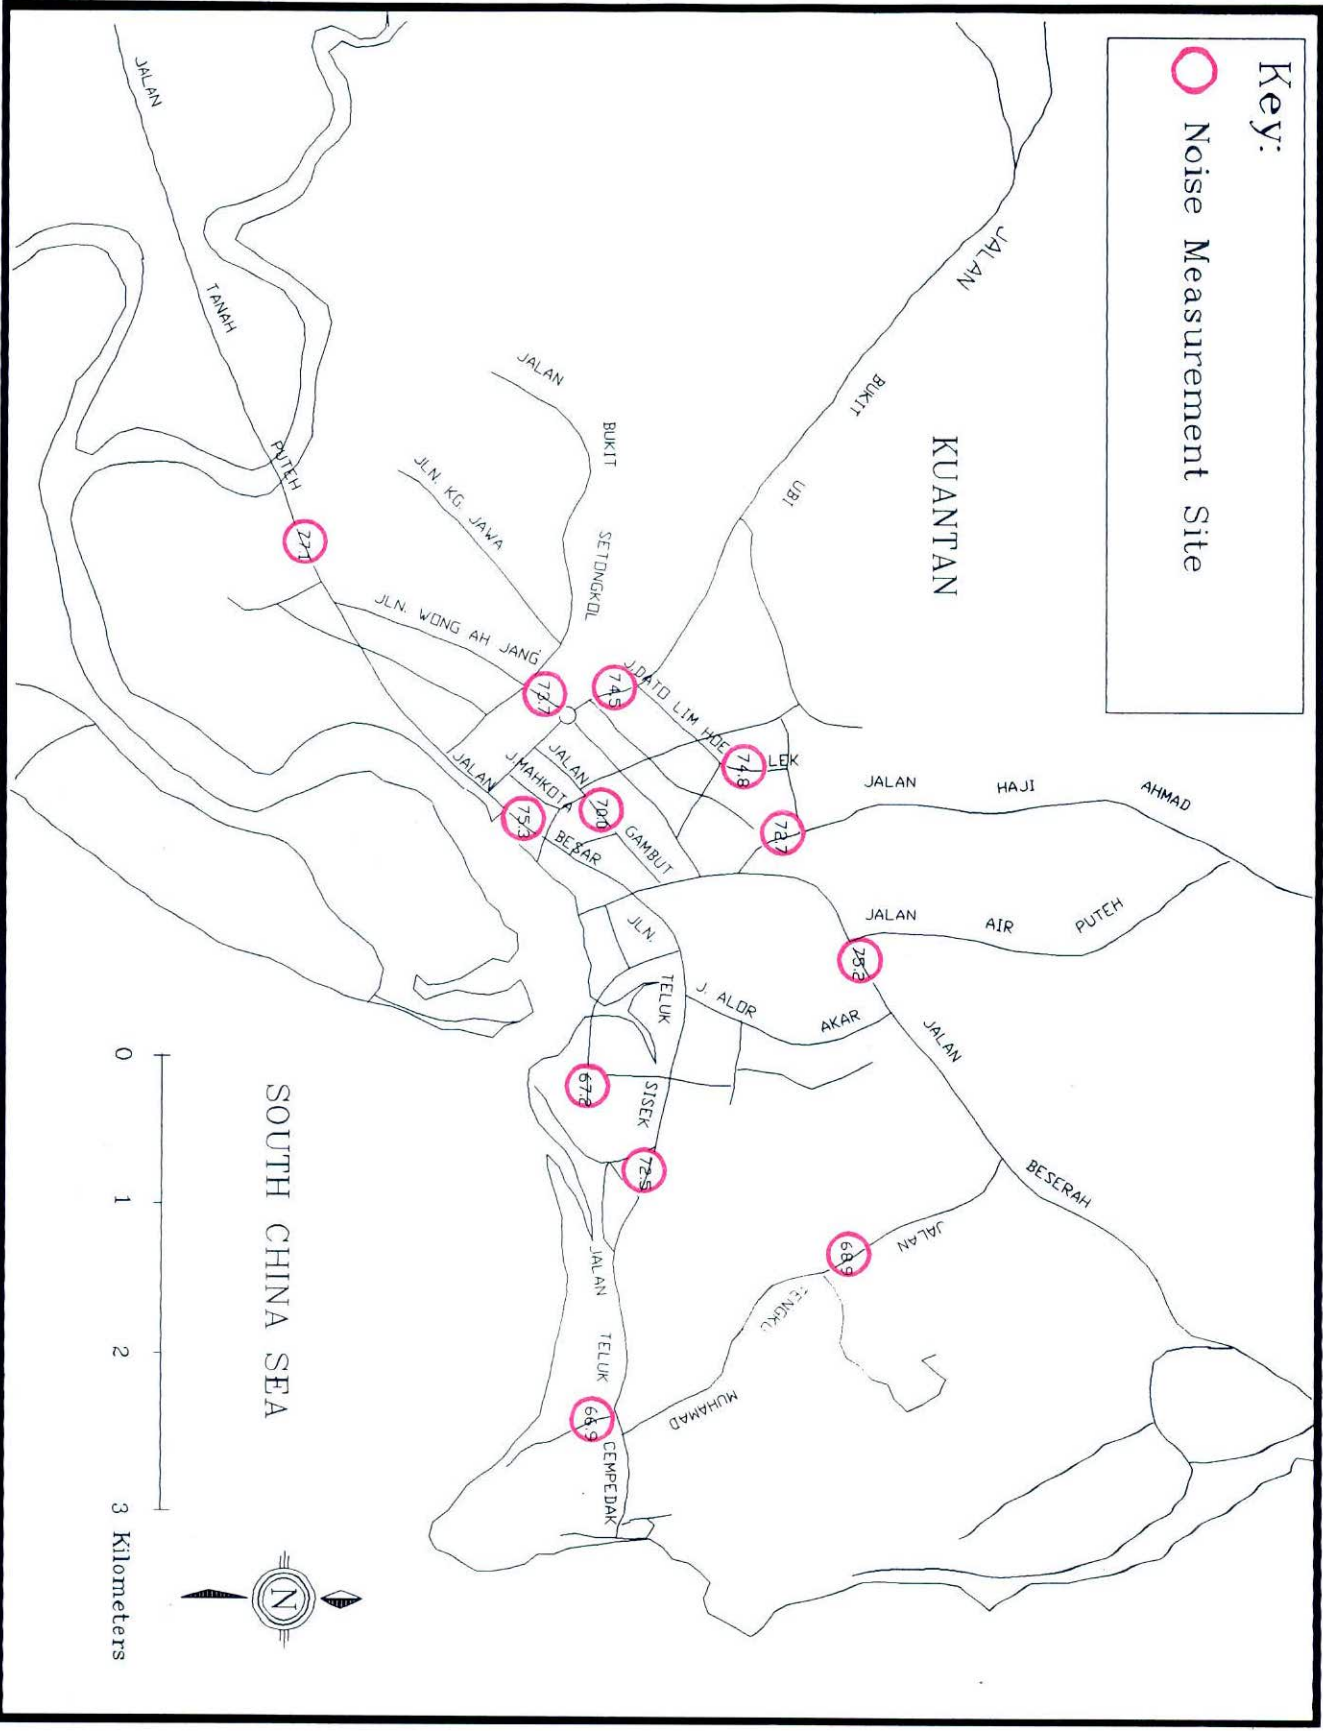 Key:
Noise Measurement Site
KUANTAN
JALAN
BUKIT
UBI
JALAN
HAJI
AHMAD
JALAN
AIR
PUTEH
JALAN
BESERAH
JALAN
TENGKU
MUHAMAD
J.DATO LIM HOE
LEK
JALAN
BUKIT
SETONGKOL
JLN. KG. JAWA
JLN. WONG AH JANG
JALAN
TANAH
PUTEH
JALAN
GAMBUT
J.MAHKOTA
JALAN
BESAR
JLN.
TELUK
SISEK
J. ALOR
AKAR
JALAN
TELUK
CEMPEDAK
74.5
73.7
74.8
72.7
70.0
75.3
67.2
72.5
68.9
66.9
SOUTH CHINA SEA
0
1
2
3 Kilometers
N